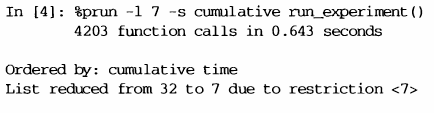 In [4]: %prun -l 7 -s cumulative run_experiment()
4203 function calls in 0.643 seconds
Ordered by: cumulative time
List reduced from 32 to 7 due to restriction <7>